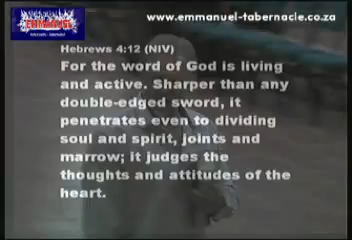 www.emmanuel-tabernacle.co.za
EMMANUEL
Hebrews 4:12 (NIV)
For the word of God is living
and active. Sharper than any
double-edged sword, it
penetrates even to dividing
soul and spirit, joints and
marrow; it judges the
thoughts and attitudes of the
heart.